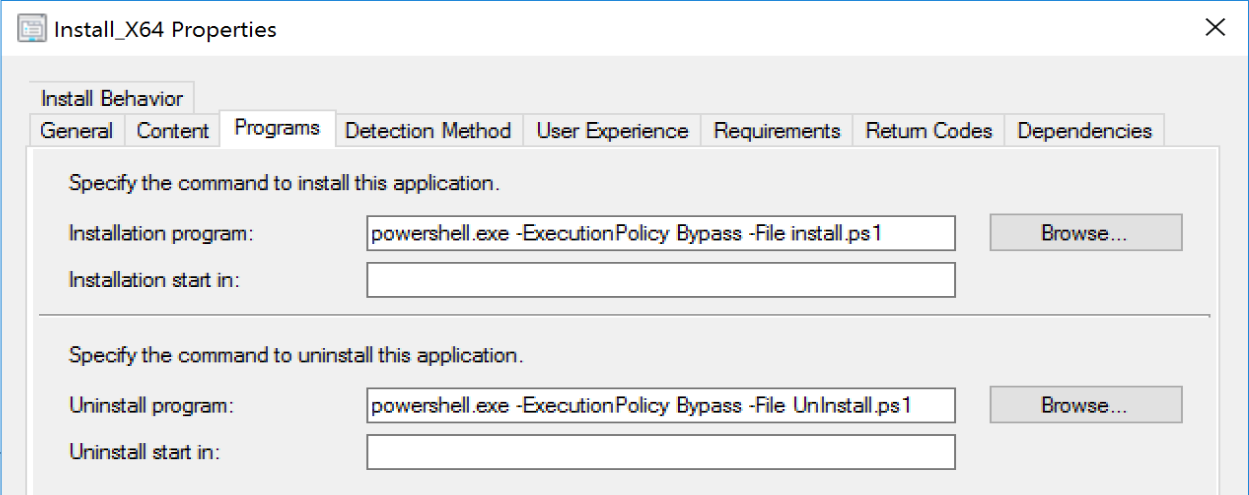 Install_X64 Properties
Install Behavior
General Content Programs Detection Method User Experience Requirements Return Codes Dependencies
Specify the command to install this application.
Installation program: powershell.exe -ExecutionPolicy Bypass -File install.ps1 Browse...
Installation start in:
Specify the command to uninstall this application.
Uninstall program: powershell.exe -ExecutionPolicy Bypass -File UnInstall.ps1 Browse...
Uninstall start in: